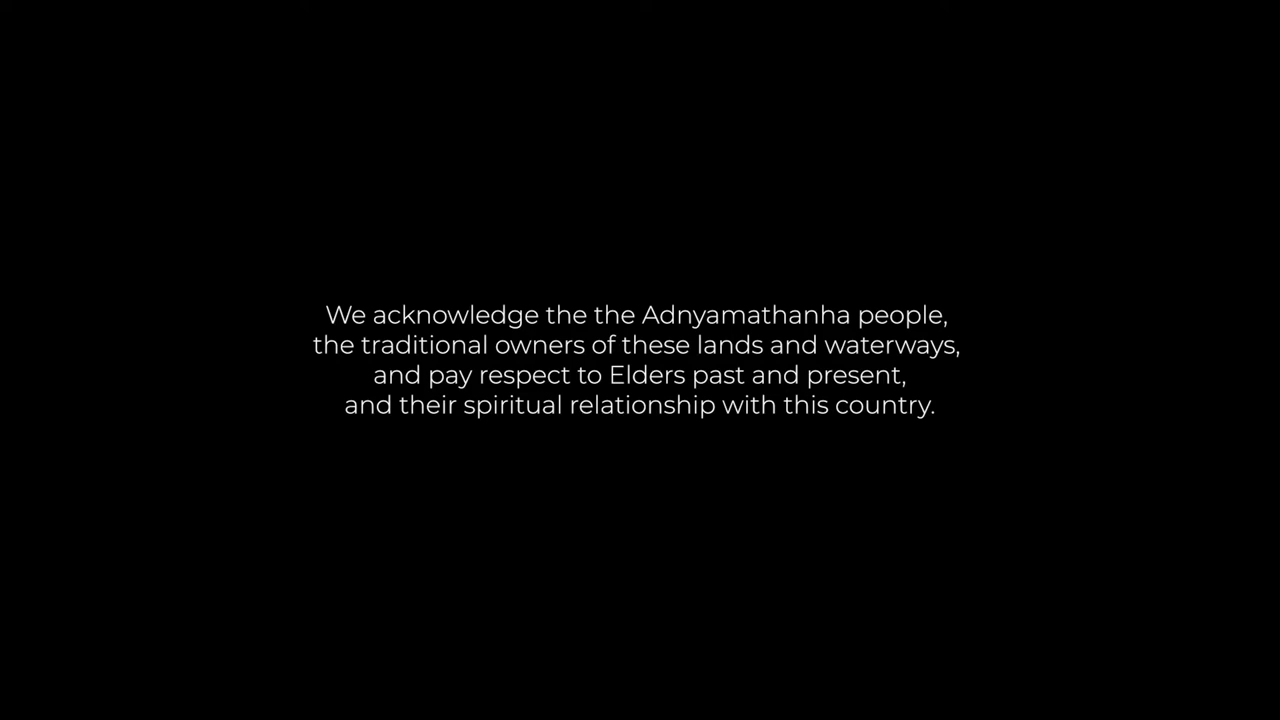 We acknowledge the the Adnyamathanha people,
the traditional owners of these lands and waterways,
and pay respect to Elders past and present,
and their spiritual relationship with this country.